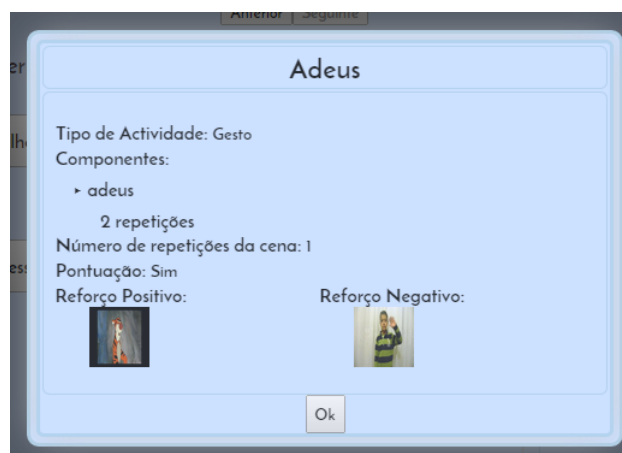 Anterior Seguinte
Adeus
Tipo de Actividade: Gesto
Componentes:
‣ adeus
2 repetições
Número de repetições da cena: 1
Pontuação: Sim
Reforço Positivo: Reforço Negativo:
Ok